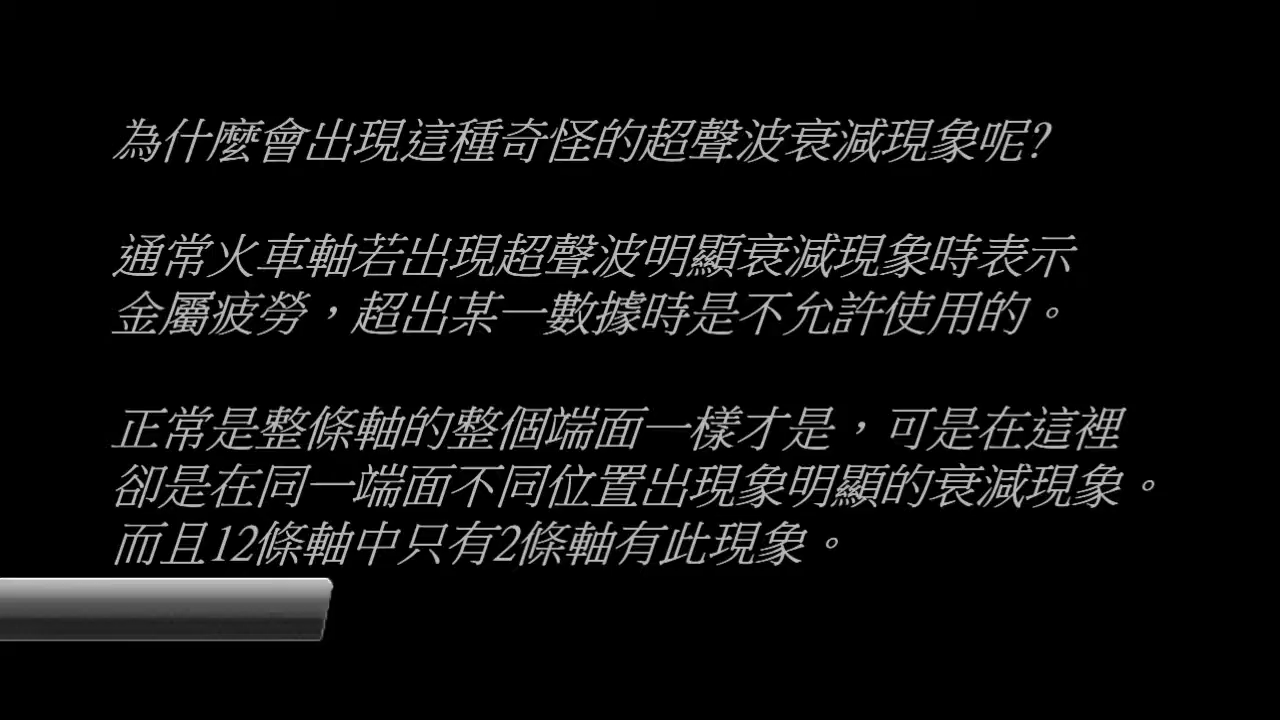 為什麼會出現這種奇怪的超聲波衰減現象呢?
通常火車軸若出現超聲波明顯衰減現象時表示
金屬疲勞，超出某一數據時是不允許使用的。
正常是整條軸的整個端面一樣才是，可是在這裡
卻是在同一端面不同位置出現象明顯的衰減現象。
而且12條軸中只有2條軸有此現象。